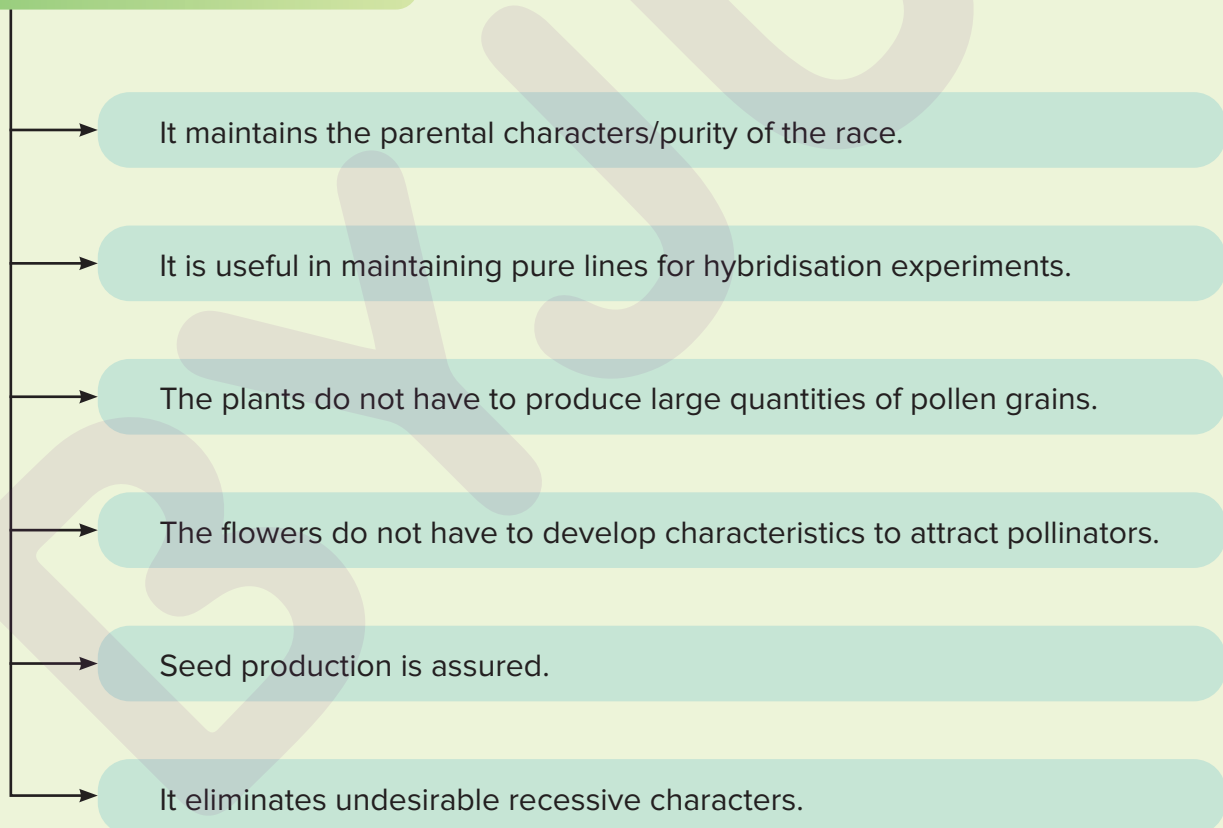 It maintains the parental characters/purity of the race.
It is useful in maintaining pure lines for hybridisation experiments.
The plants do not have to produce large quantities of pollen grains.
The flowers do not have to develop characteristics to attract pollinators.
Seed production is assured.
It eliminates undesirable recessive characters.